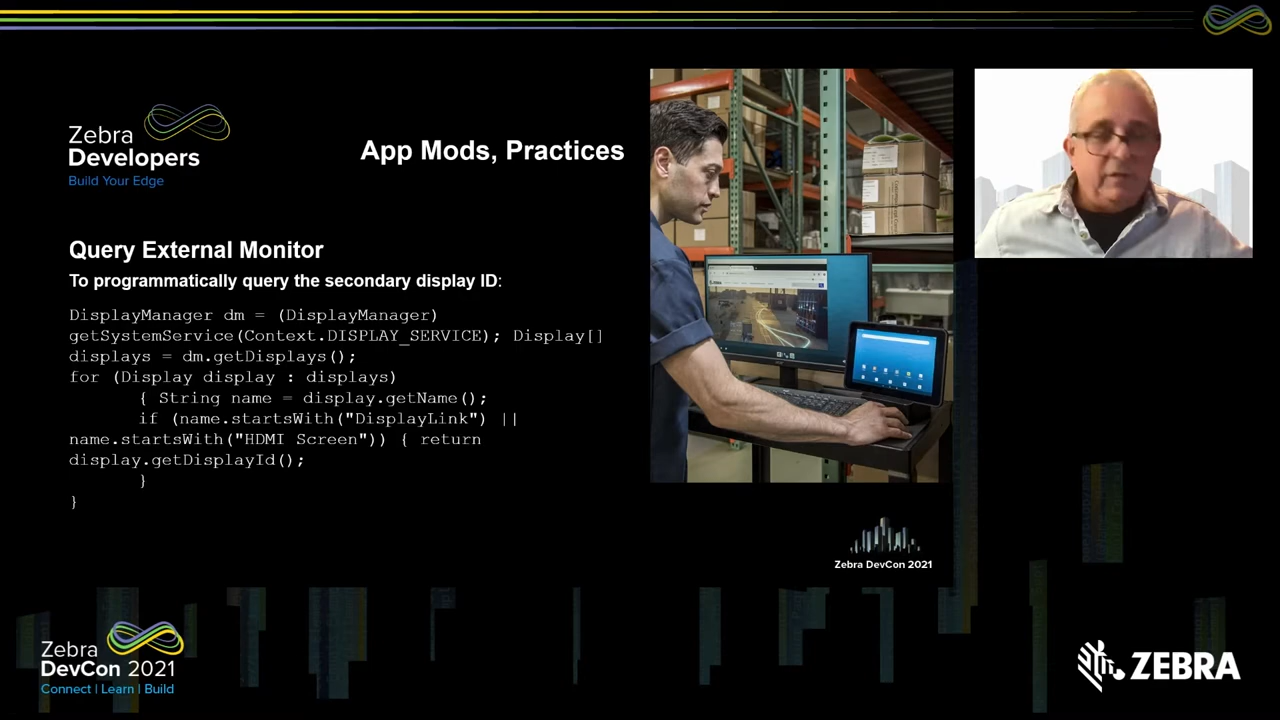 Zebra
Developers
Build Your Edge
App Mods, Practices
Query External Monitor
To programmatically query the secondary display ID:
DisplayManager dm = (DisplayManager)
getSystemService(Context.DISPLAY_SERVICE); Display[]
displays = dm.getDisplays();
for (Display display : displays)
{ String name = display.getName();
if (name.startsWith("DisplayLink") ||
name.startsWith("HDMI Screen")) { return
display.getDisplayId();
}
}
Zebra DevCon 2021
Zebra
DevCon 2021
Connect | Learn | Build
ZEBRA